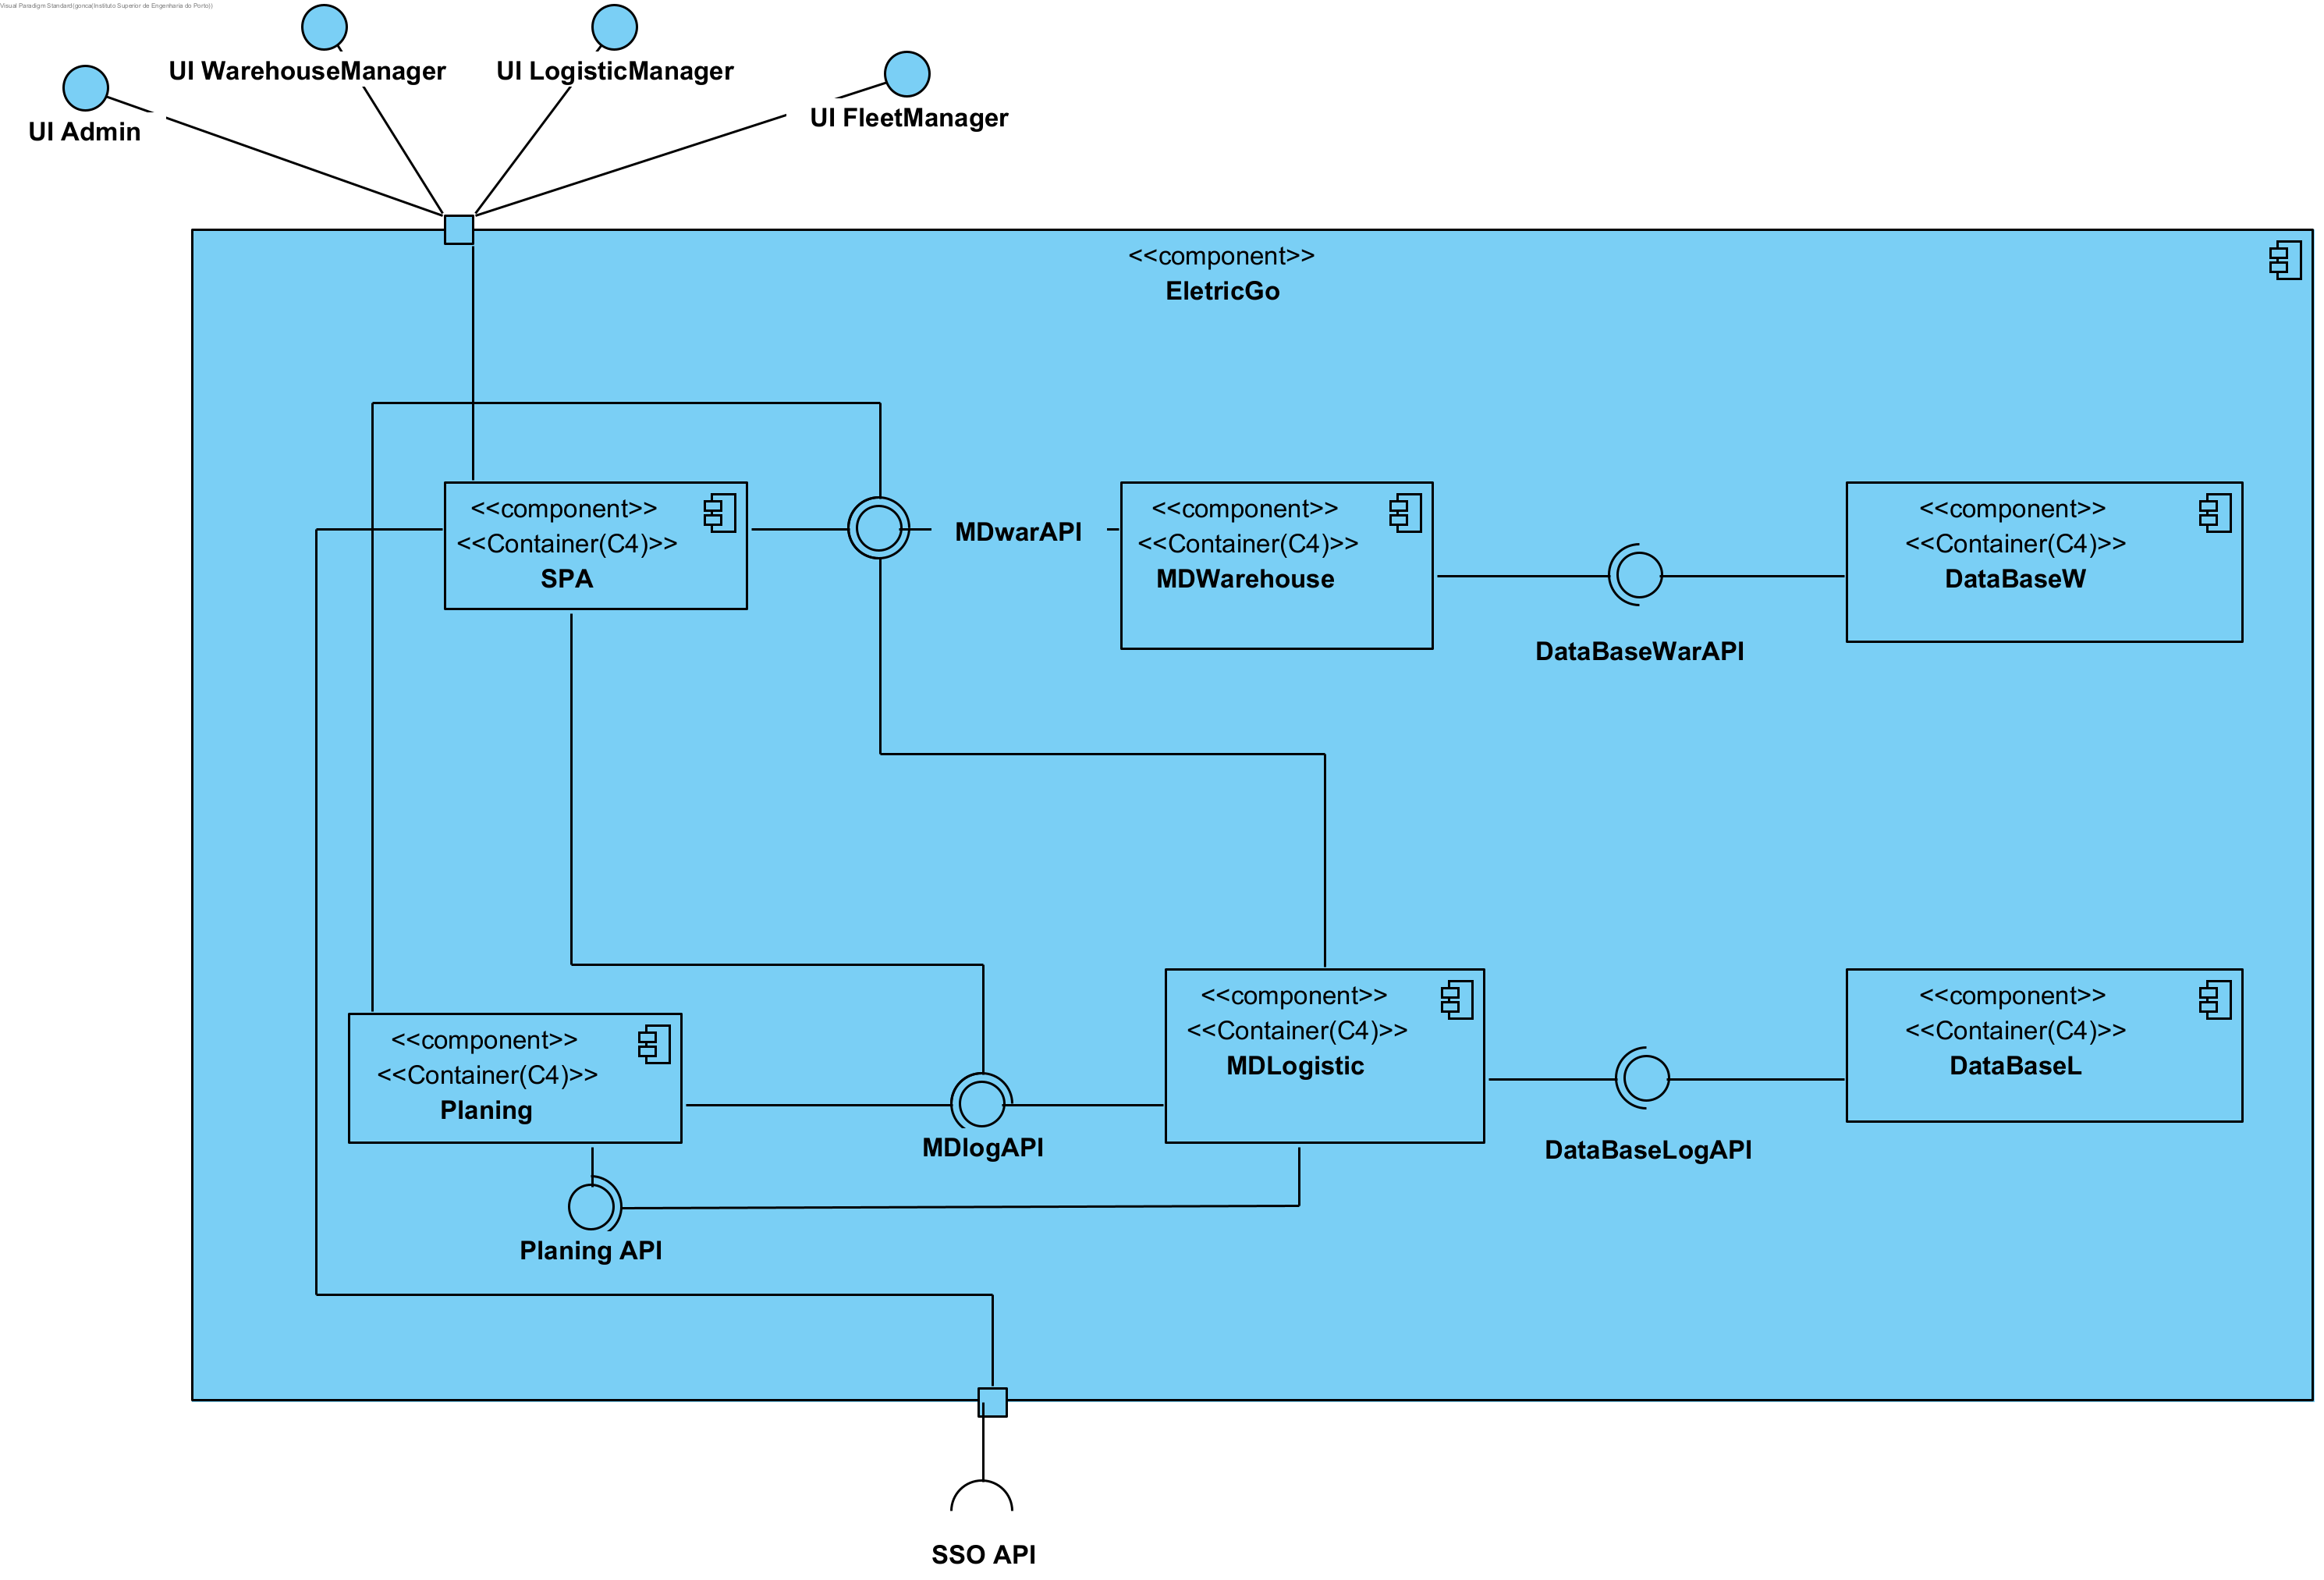 Visual Paradigm Standard(gonca(Instituto Superior de Engenharia do Porto))
UI WarehouseManager
UI LogisticManager
UI FleetManager
UI Admin
<<component>>
EletricGo
<<component>>
<<Container(C4)>>
SPA
MDwarAPI
<<component>>
<<Container(C4)>>
MDWarehouse
DataBaseWarAPI
<<component>>
<<Container(C4)>>
DataBaseW
<<component>>
<<Container(C4)>>
Planing
MDlogAPI
<<component>>
<<Container(C4)>>
MDLogistic
DataBaseLogAPI
<<component>>
<<Container(C4)>>
DataBaseL
Planing API
SSO API